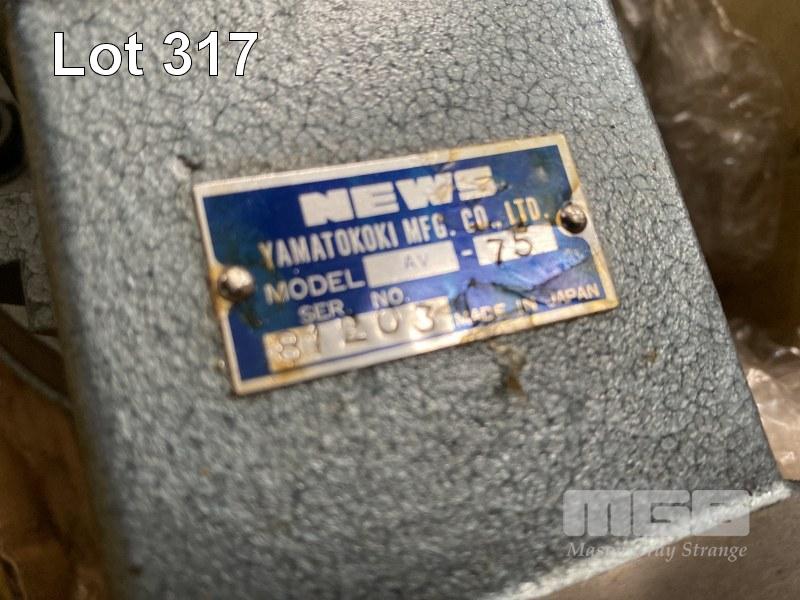 Lot 317
NEWS
YAMATOKOKI MFG. CO., LTD.
MODEL AV - 75
SER. NO.
MADE IN JAPAN
MGS